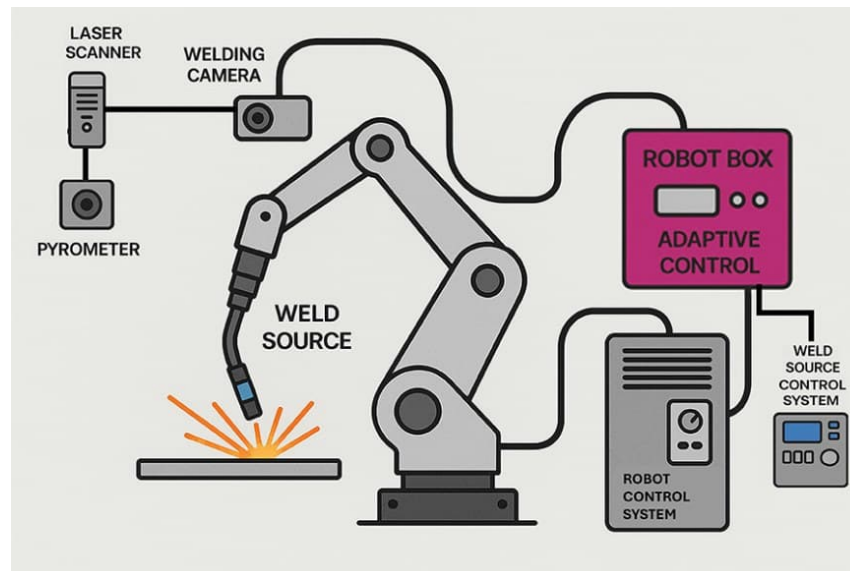 LASER
SCANNER
WELDING
CAMERA
PYROMETER
WELD
SOURCE
ROBOT BOX
ADAPTIVE
CONTROL
WELD
SOURCE
CONTROL
SYSTEM
ROBOT
CONTROL
SYSTEM